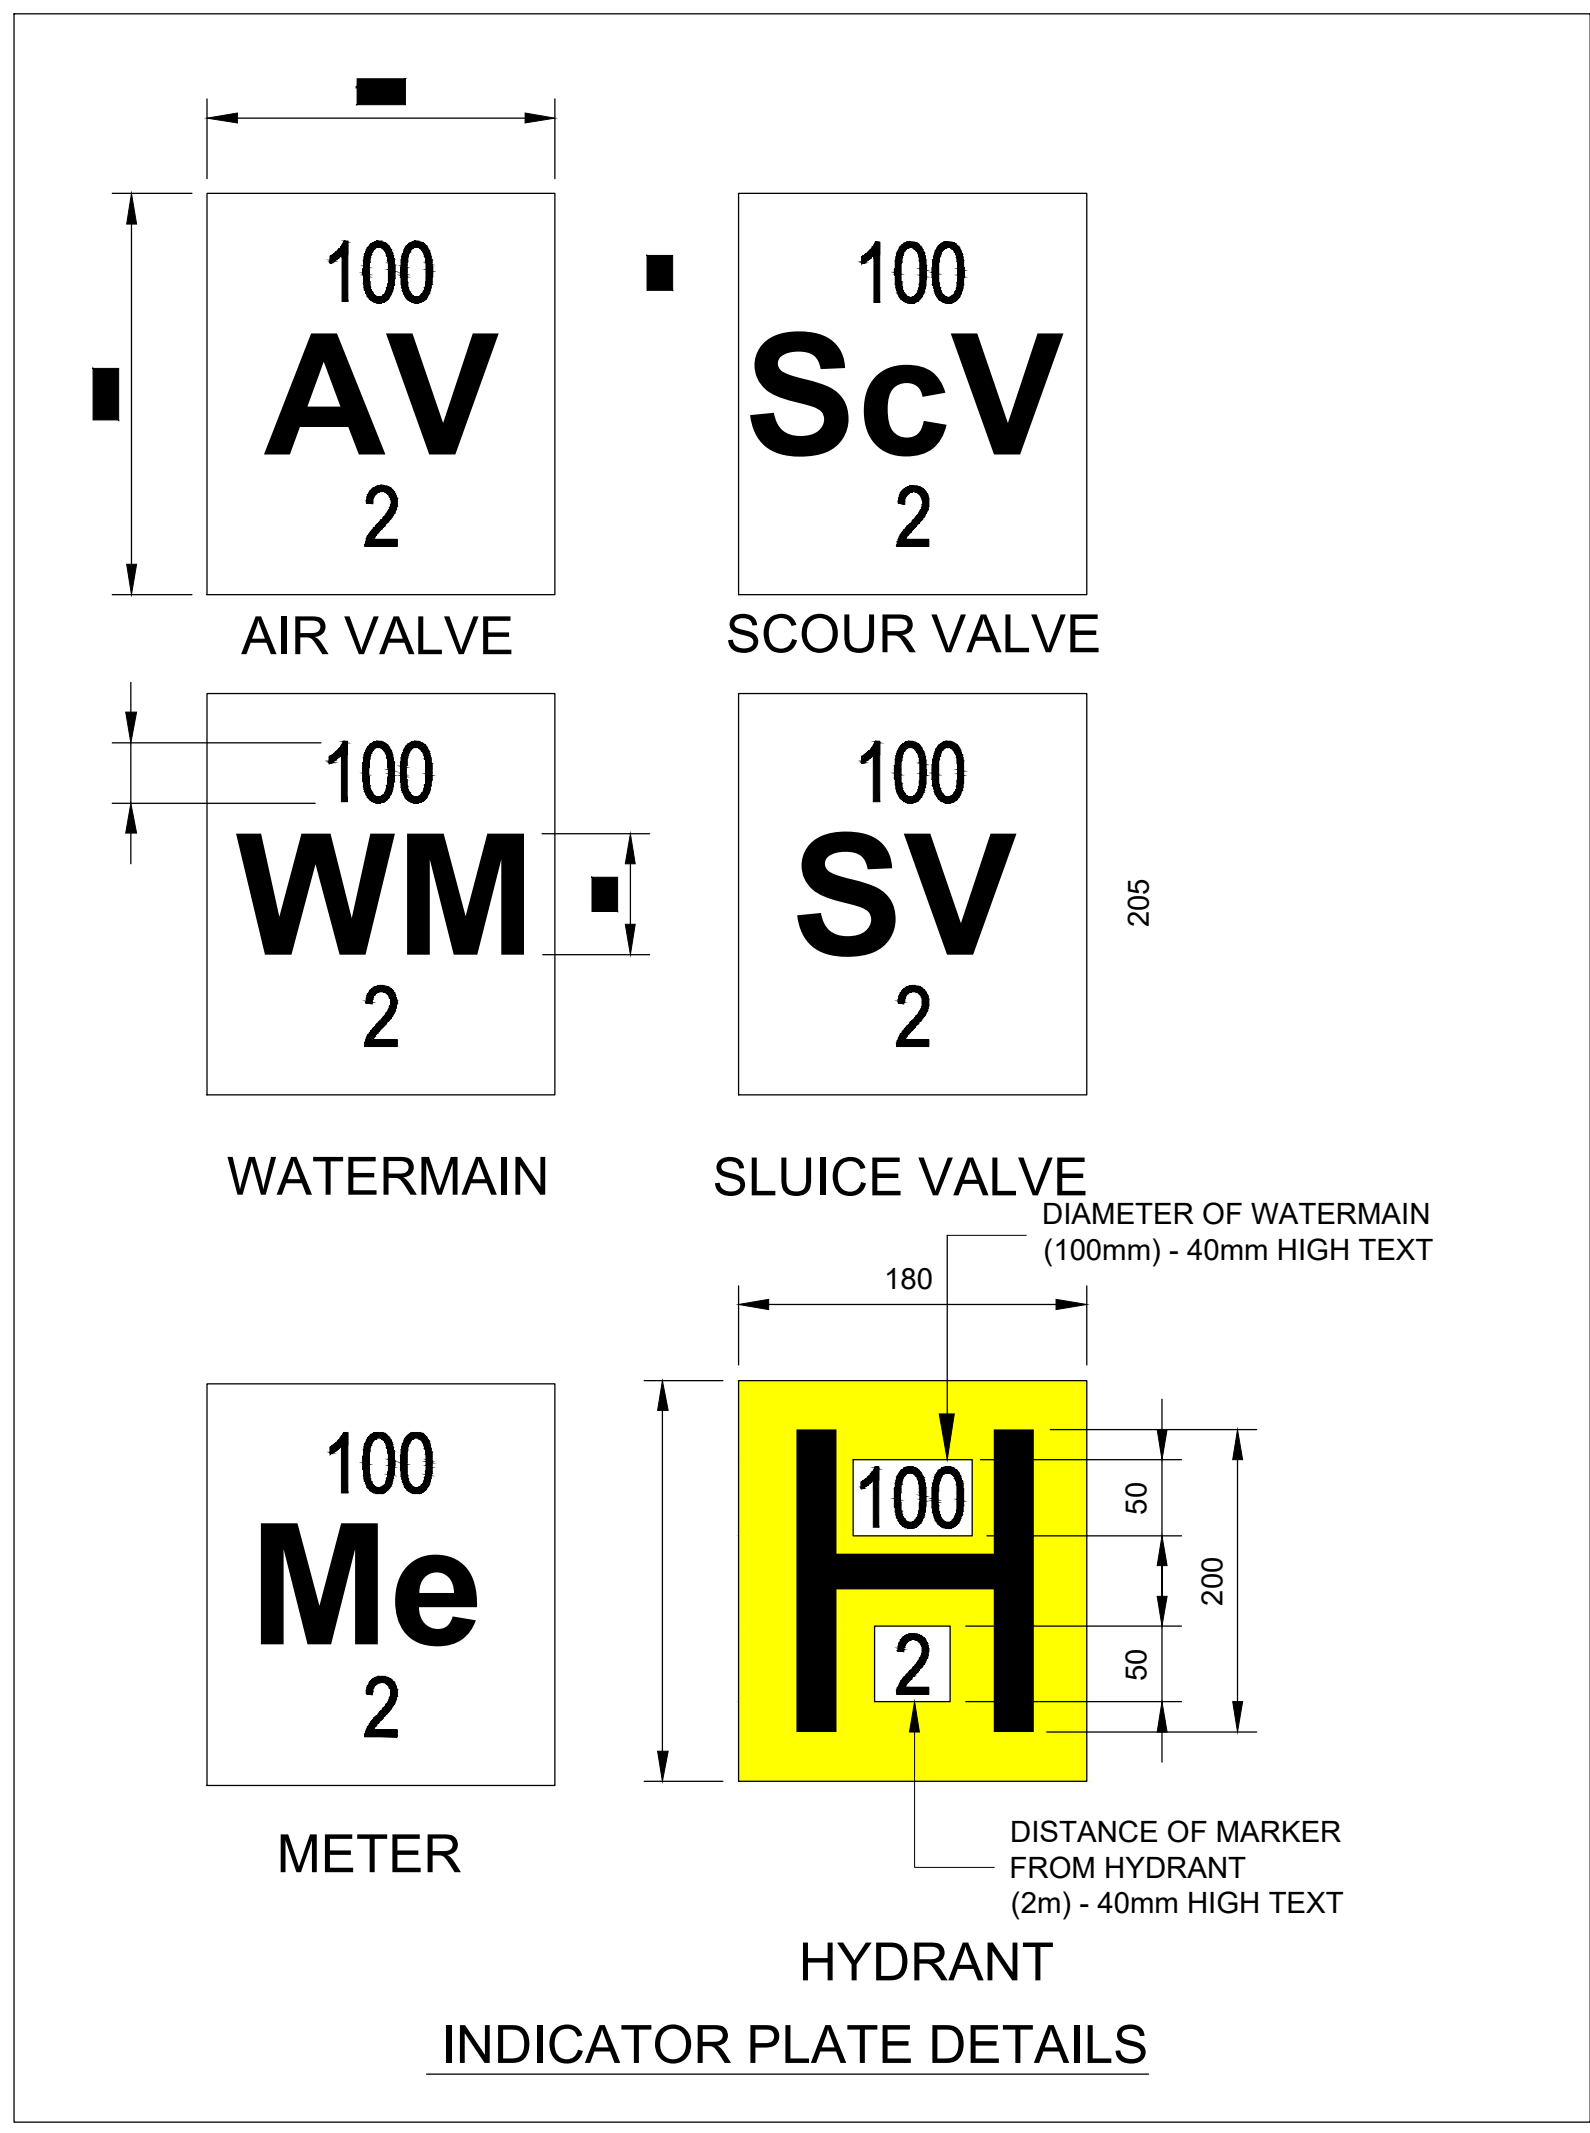 100
AV
2
AIR VALVE
100
ScV
2
SCOUR VALVE
100
WM
2
WATERMAIN
100
SV
2
205
SLUICE VALVE
DIAMETER OF WATERMAIN
(100mm) - 40mm HIGH TEXT
180
100
Me
2
METER
100
2
H
50
50
200
DISTANCE OF MARKER
FROM HYDRANT
(2m) - 40mm HIGH TEXT
HYDRANT
INDICATOR PLATE DETAILS